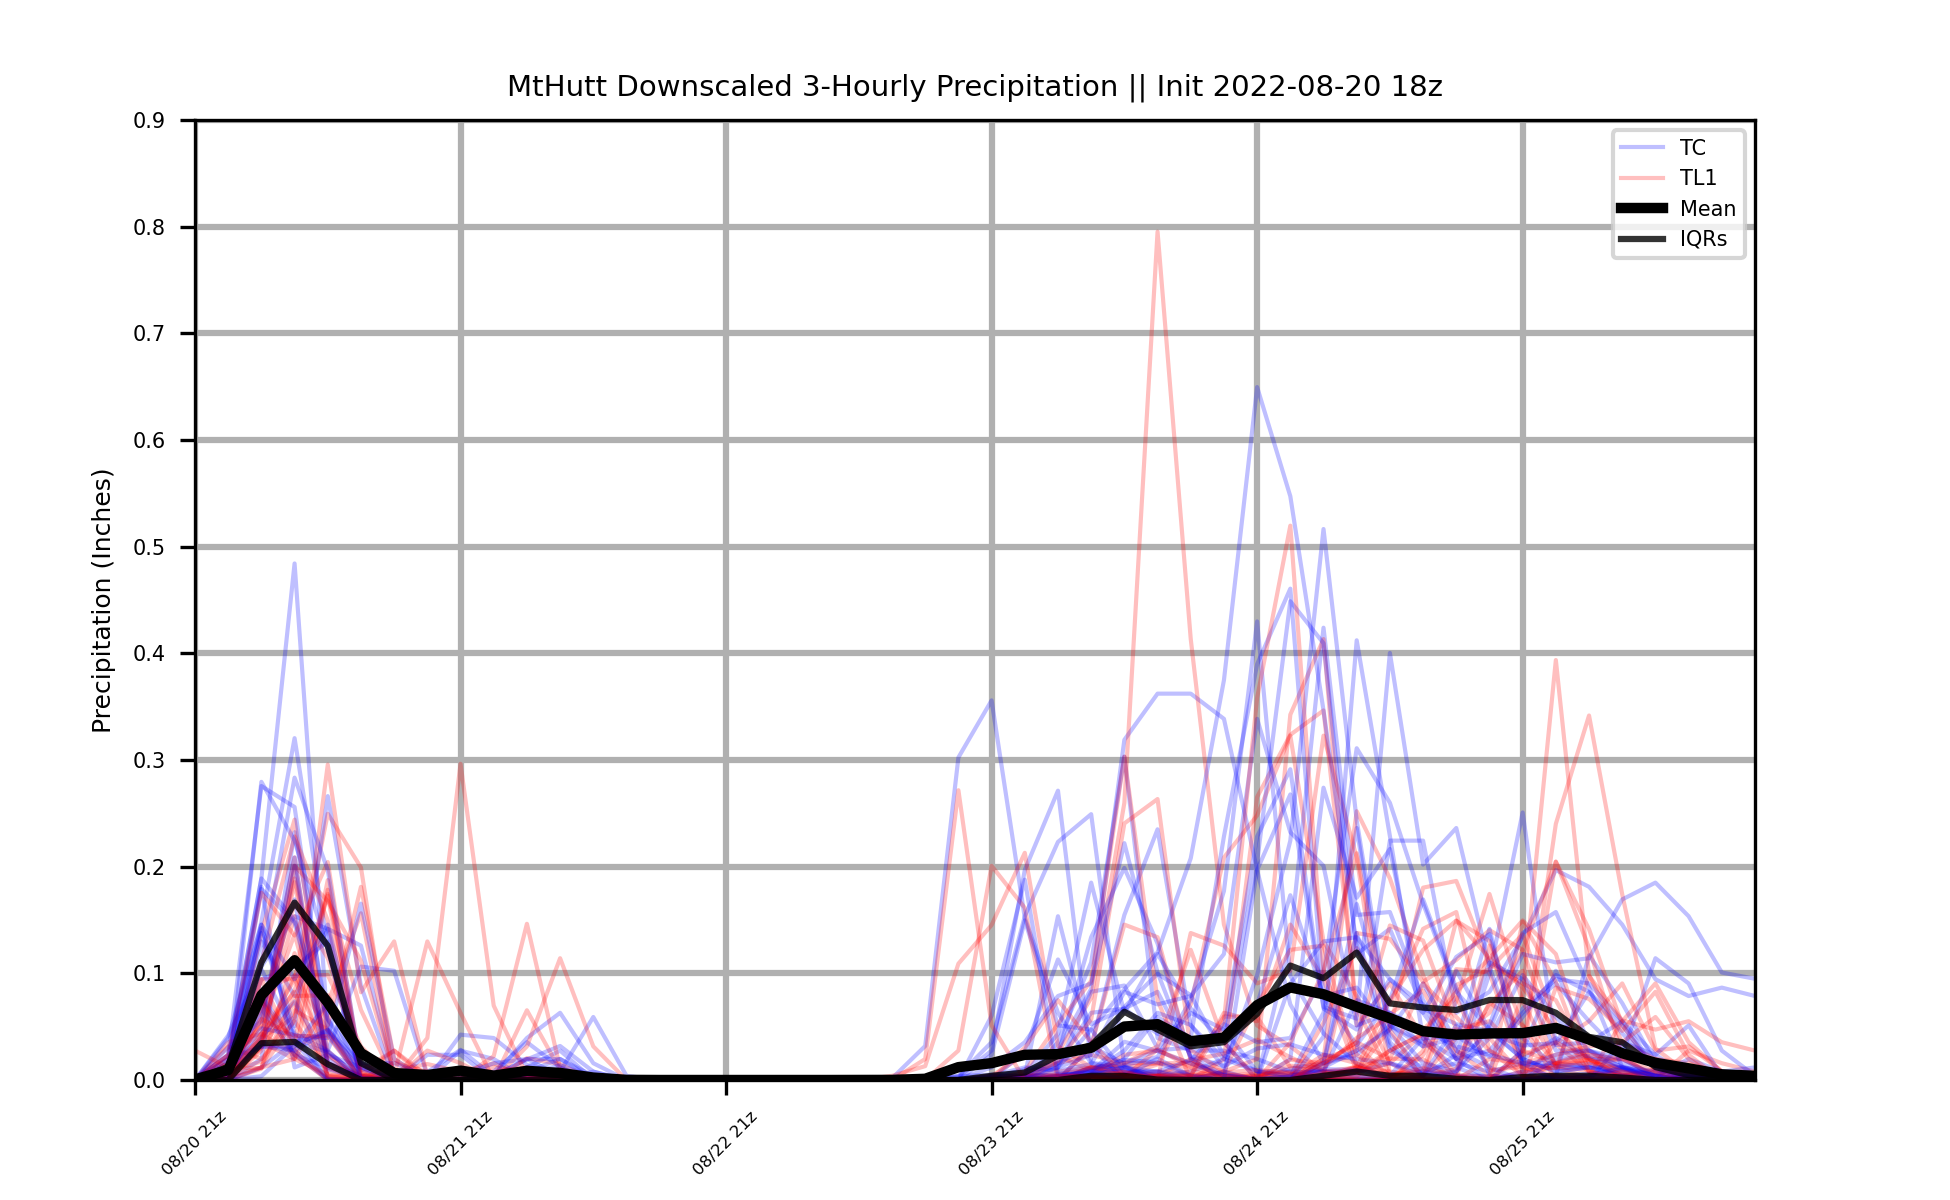 MtHutt Downscaled 3-Hourly Precipitation || Init 2022-08-20 18z
0.9
0.8
0.7
0.6
0.5
0.4
0.3
0.2
0.1
0.0
Precipitation (Inches)
TC
TL1
Mean
IQRs
08/20 21z
08/21 21z
08/22 21z
08/23 21z
08/24 21z
08/25 21z